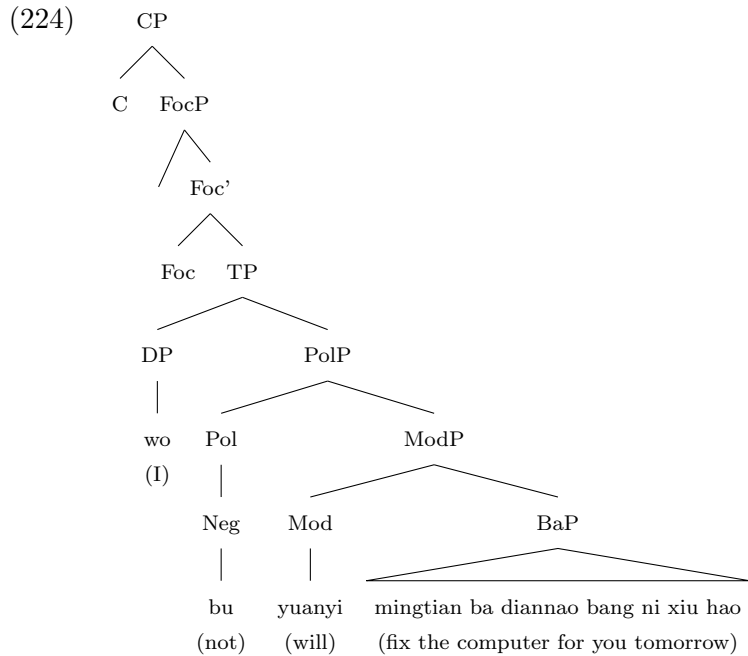 (224) CP
C FocP
Foc'
Foc TP
DP PolP
wo Pol ModP
(I)
Neg Mod BaP
bu yuanyi mingtian ba diannao bang ni xiu hao
(not) (will) (fix the computer for you tomorrow)